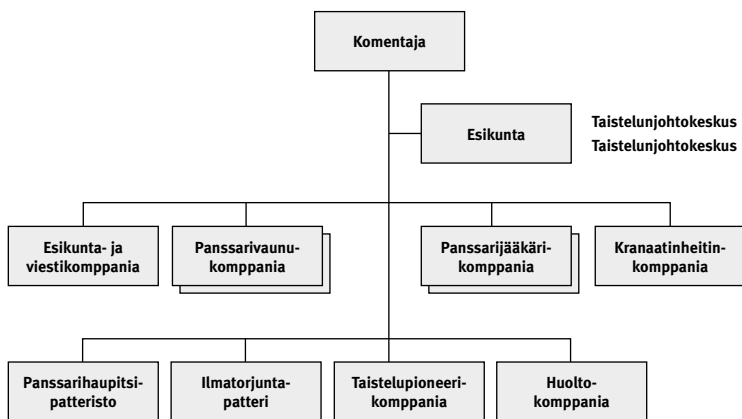 Komentaja
Esikunta
Taistelunjohtokeskus
Taistelunjohtokeskus
Esikunta- ja
viestikomppania
Panssarivaunu-
komppania
Panssarijääkäri-
komppania
Kranaatinheitin-
komppania
Panssarihaupitsi-
patteristo
Ilmatorjunta-
patteri
Taistelupioneeri-
komppania
Huolto-
komppania